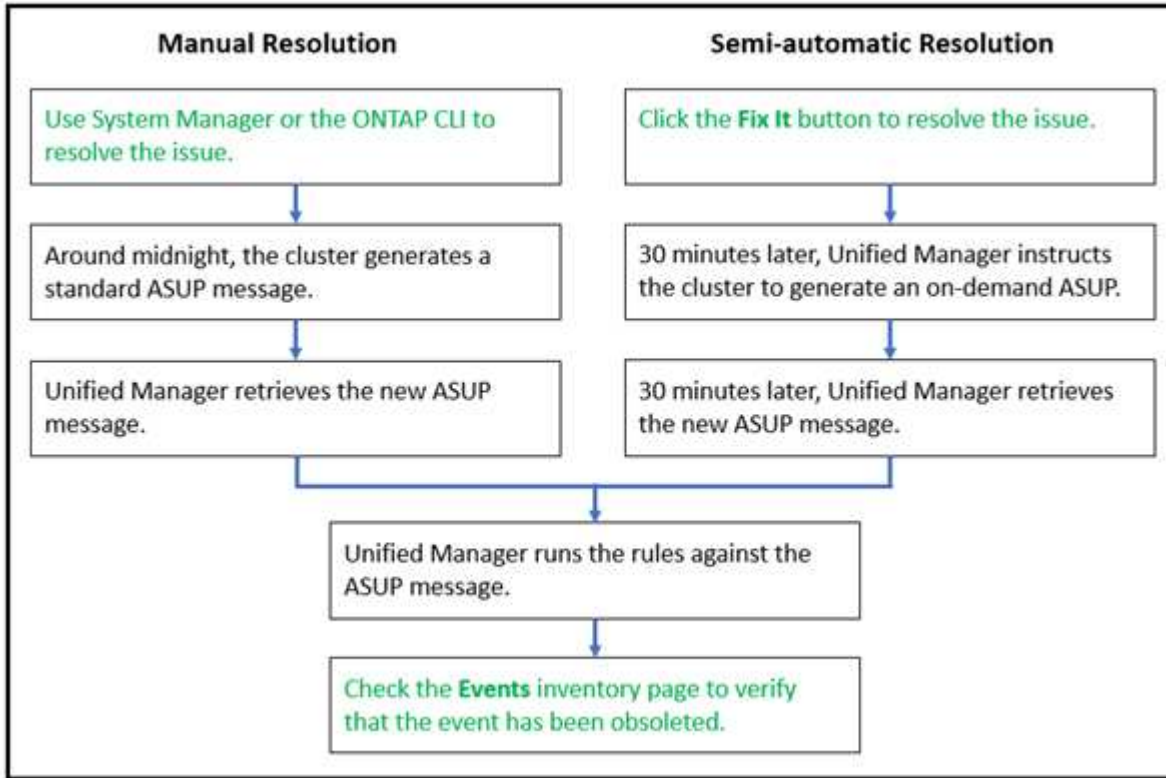 Manual Resolution
Semi-automatic Resolution
Use System Manager or the ONTAP CLI to
resolve the issue.
Click the Fix It button to resolve the issue.
Around midnight, the cluster generates a
standard ASUP message.
30 minutes later, Unified Manager instructs
the cluster to generate an on-demand ASUP.
Unified Manager retrieves the new ASUP
message.
30 minutes later, Unified Manager retrieves
the new ASUP message.
Unified Manager runs the rules against the
ASUP message.
Check the Events inventory page to verify
that the event has been obsoleted.